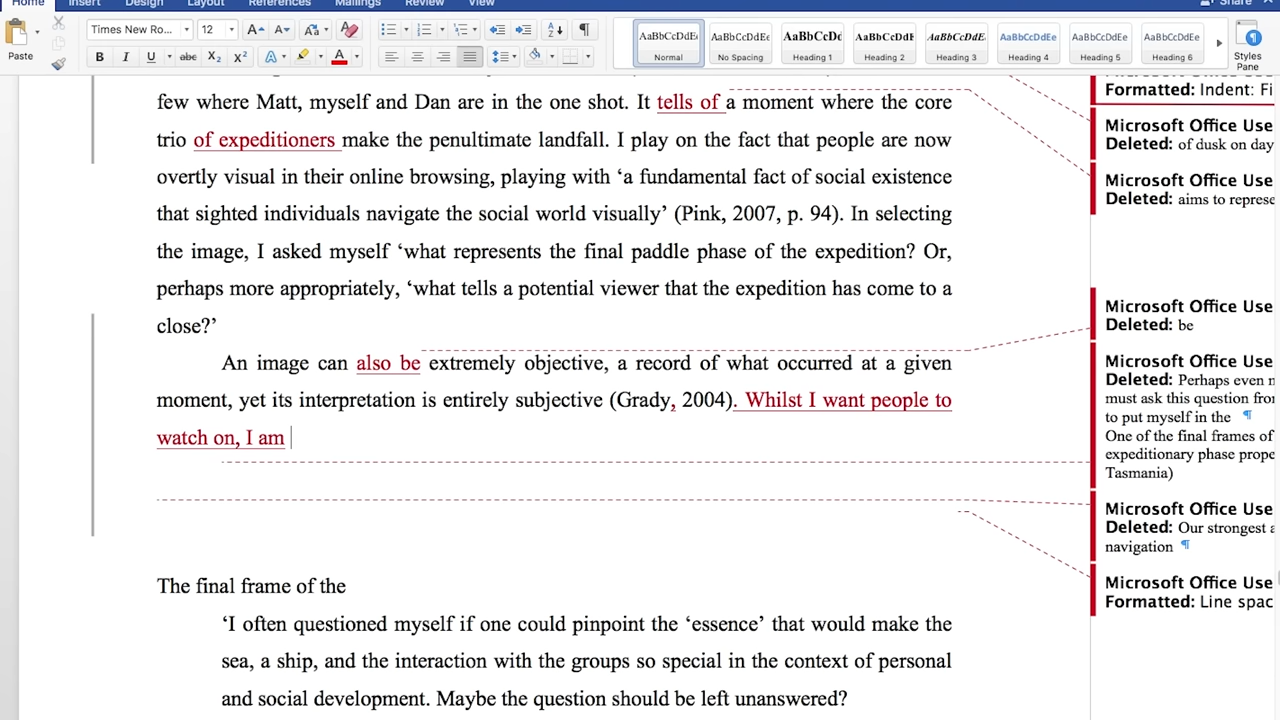 Home Insert Design Layout References Mailings Review View Share
Times New Ro... 12 AaBbCcDdEe AaBbCcDdEe AaBbCcDc AaBbCcDdE AaBbCcDdE AaBbCcDdEe AaBbCcDdEe AaBbCcDdEe
Paste Normal No Spacing Heading 1 Heading 2 Heading 3 Heading 4 Heading 5 Heading 6 Styles Pane
few where Matt, myself and Dan are in the one shot. It tells of a moment where the core
trio of expeditioners make the penultimate landfall. I play on the fact that people are now
overtly visual in their online browsing, playing with ‘a fundamental fact of social existence
that sighted individuals navigate the social world visually’ (Pink, 2007, p. 94). In selecting
the image, I asked myself ‘what represents the final paddle phase of the expedition? Or,
perhaps more appropriately, ‘what tells a potential viewer that the expedition has come to a
close?’
An image can also be extremely objective, a record of what occurred at a given
moment, yet its interpretation is entirely subjective (Grady, 2004). Whilst I want people to
watch on, I am
The final frame of the
‘I often questioned myself if one could pinpoint the ‘essence’ that would make the
sea, a ship, and the interaction with the groups so special in the context of personal
and social development. Maybe the question should be left unanswered?
Formatted: Indent: Fi
Microsoft Office Use
Deleted: of dusk on day
Microsoft Office Use
Deleted: aims to represe
Microsoft Office Use
Deleted: be
Microsoft Office Use
Deleted: Perhaps even m
must ask this question from
to put myself in the ¶
One of the final frames of
expeditionary phase prope
Tasmania)
Microsoft Office Use
Deleted: Our strongest a
navigation ¶
Microsoft Office Use
Formatted: Line spac